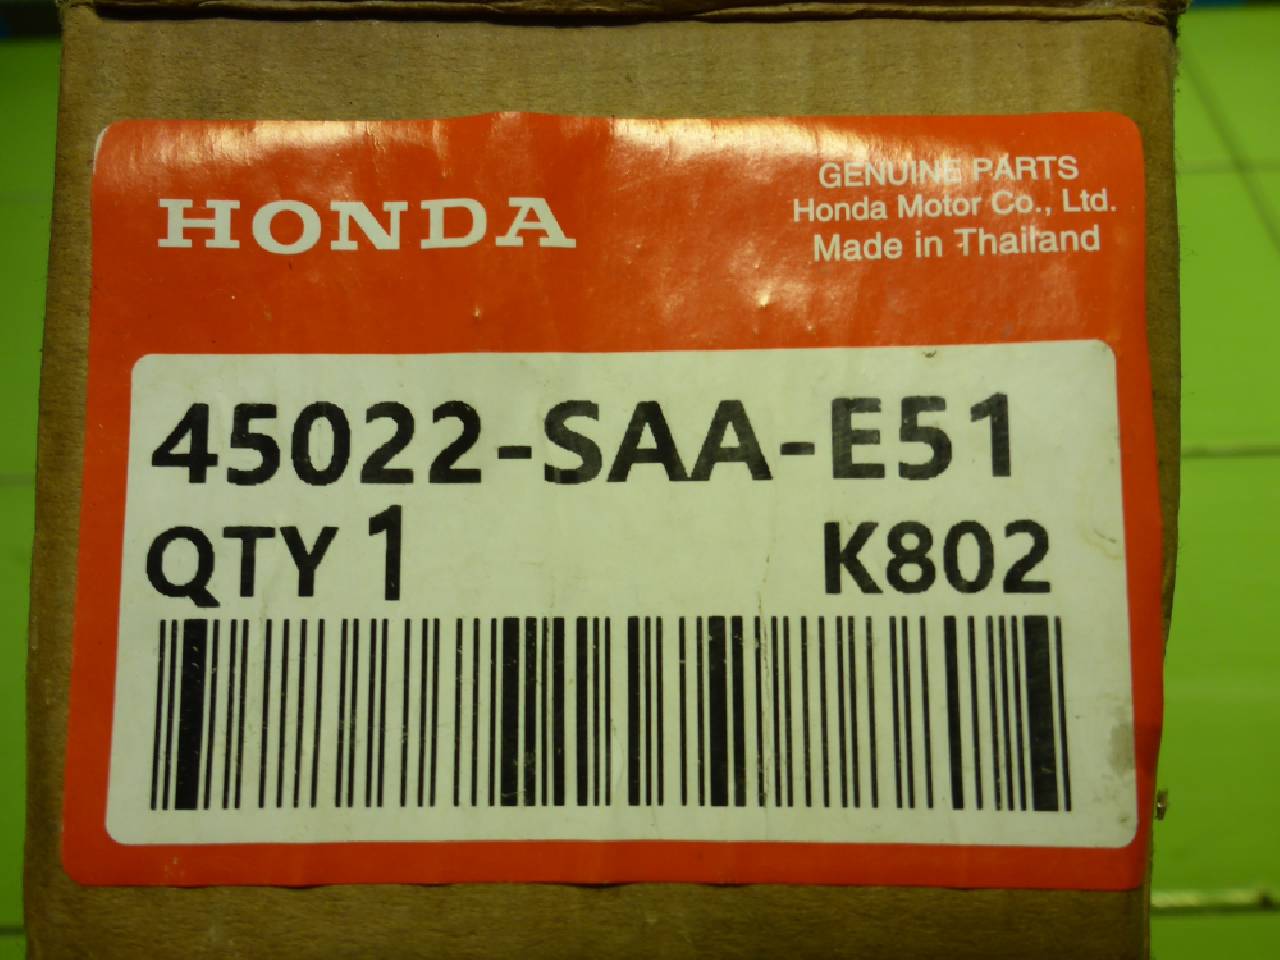 HONDA
GENUINE PARTS
Honda Motor Co., Ltd.
Made in Thailand
45022-SAA-E51
QTY 1 K802